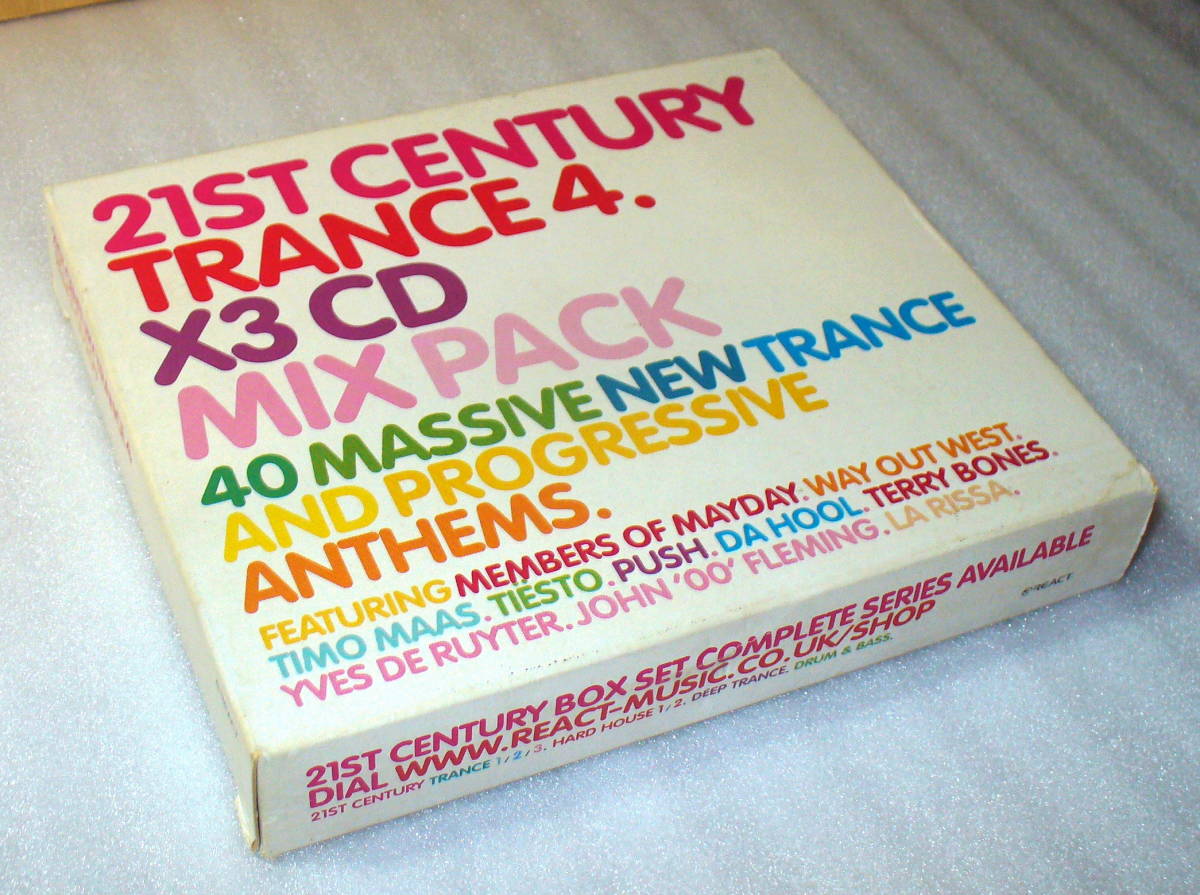 21ST CENTURY
TRANCE 4.
X3 CD
MIX PACK
40 MASSIVE NEW TRANCE
AND PROGRESSIVE
ANTHEMS.
FEATURING MEMBERS OF MAYDAY. WAY OUT WEST.
TIMO MAAS. TIËSTO. PUSH. DA HOOL. TERRY BONES.
YVES DE RUYTER. JOHN '00' FLEMING. LA RISSA.
21ST CENTURY BOX SET COMPLETE SERIES AVAILABLE
DIAL WWW.REACT-MUSIC.CO.UK/SHOP
21ST CENTURY TRANCE 1/2/3. HARD HOUSE 1/2. DEEP TRANCE. DRUM & BASS.
REACT